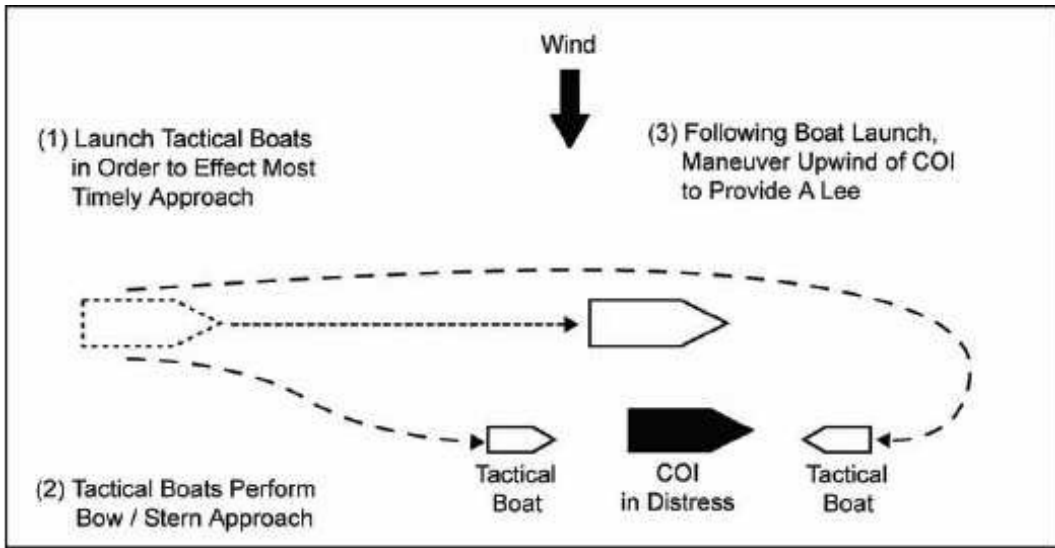 Wind
(1) Launch Tactical Boats
in Order to Effect Most
Timely Approach
(3) Following Boat Launch,
Maneuver Upwind of COI
to Provide A Lee
Tactical
Boat
COI
in Distress
Tactical
Boat
(2) Tactical Boats Perform
Bow / Stern Approach